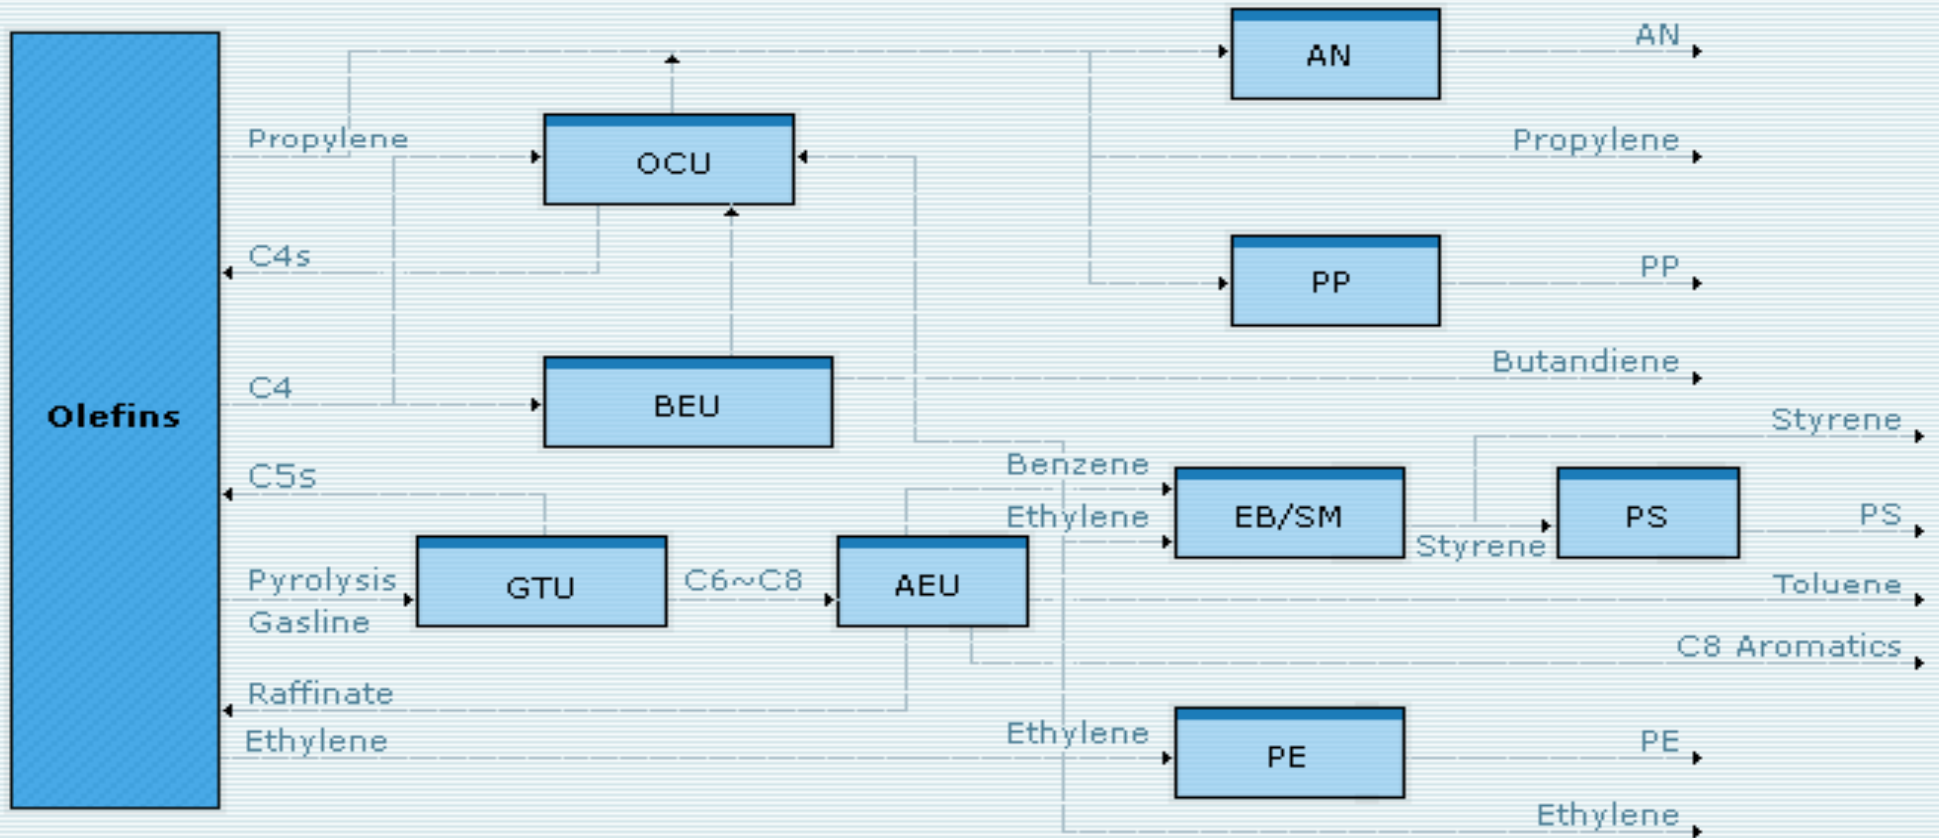 AN
AN
Propylene
OCU
Propylene
C4s
PP
PP
Butandiene
C4
BEU
Olefins
Styrene
C5s
Benzene
Ethylene
EB/SM
PS
PS
Styrene
Pyrolysis
Gasline
GTU
C6~C8
AEU
Toluene
C8 Aromatics
Raffinate
Ethylene
Ethylene
PE
PE
Ethylene